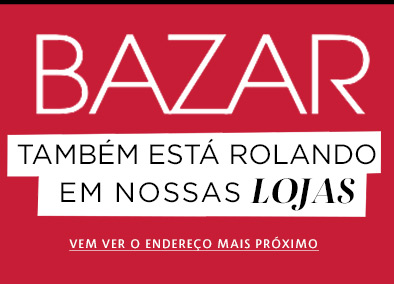 BAZAR
TAMBÉM ESTÁ ROLANDO
EM NOSSAS LOJAS
VEM VER O ENDEREÇO MAIS PRÓXIMO